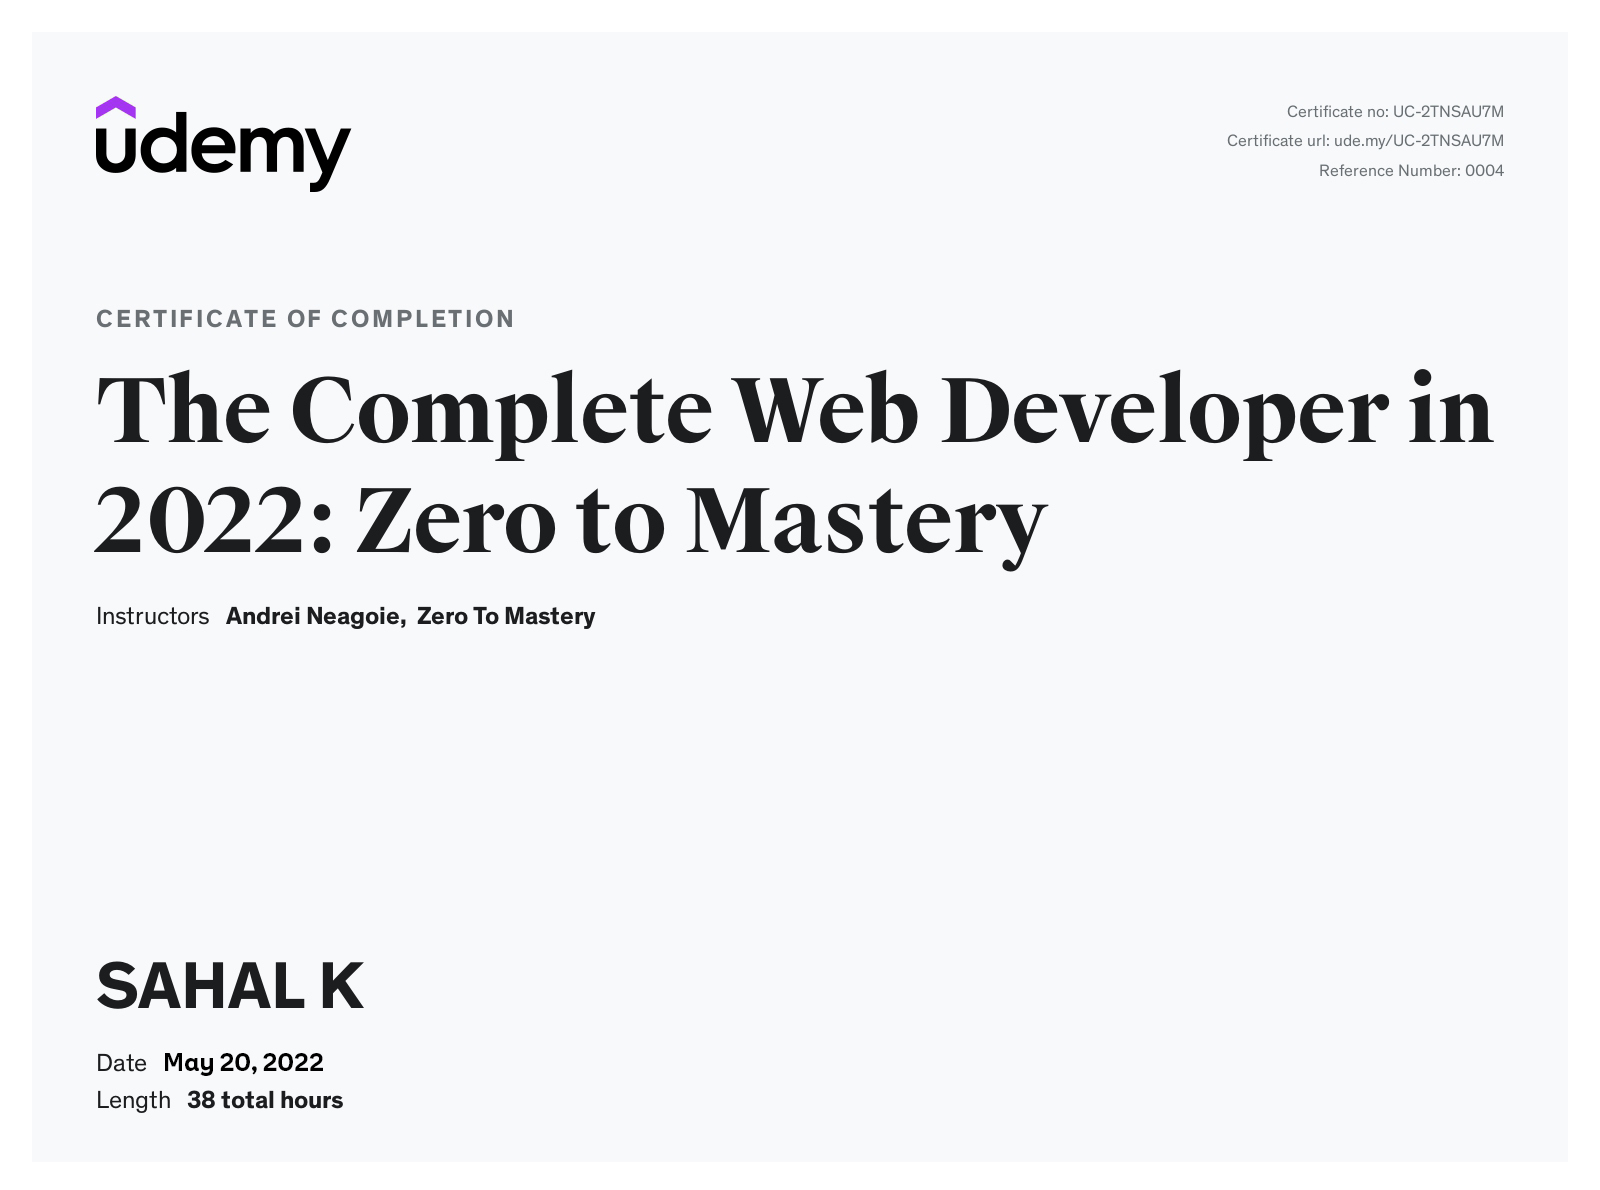 udemy
Certificate no: UC-2TNSAU7M
Certificate url: ude.my/UC-2TNSAU7M
Reference Number: 0004
CERTIFICATE OF COMPLETION
The Complete Web Developer in
2022: Zero to Mastery
Instructors Andrei Neagoie, Zero To Mastery
SAHAL K
Date May 20, 2022
Length 38 total hours